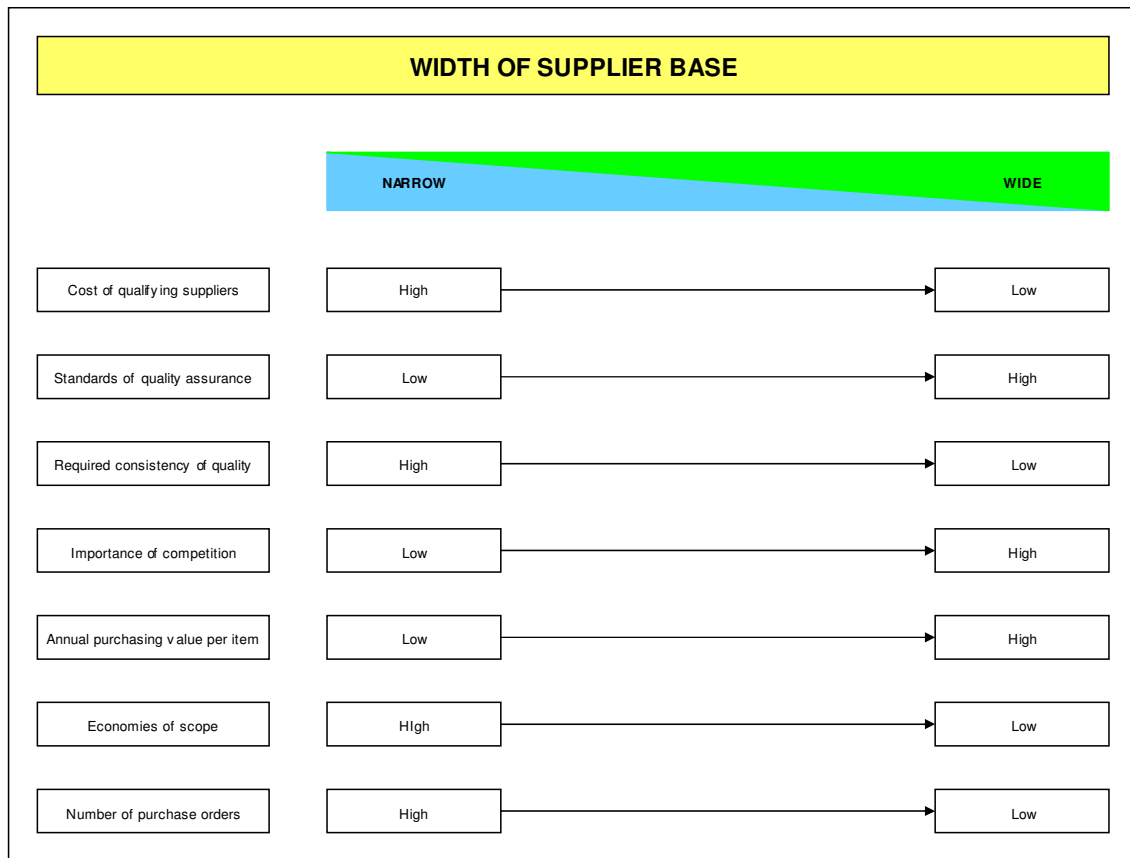 WIDTH OF SUPPLIER BASE
NARROW
WIDE
Cost of qualifying suppliers
High
Low
Standards of quality assurance
Low
High
Required consistency of quality
High
Low
Importance of competition
Low
High
Annual purchasing value per item
Low
High
Economies of scope
HIgh
Low
Number of purchase orders
High
Low